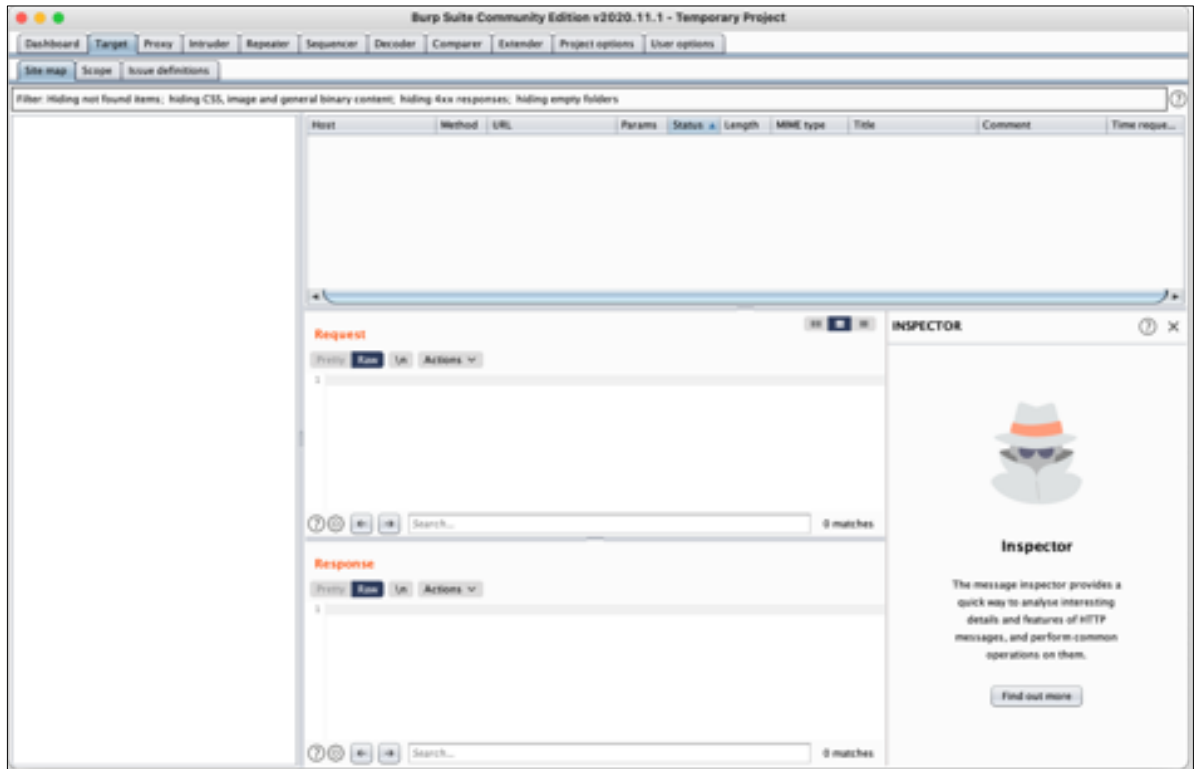 Burp Suite Community Edition v2020.11.1 - Temporary Project
Dashboard Target Proxy Intruder Repeater Sequencer Decoder Comparer Extender Project options User options
Site map Scope Issue definitions
Filter: Hiding not found items; hiding CSS, image and general binary content; hiding 4xx responses; hiding empty folders
Host Method URL Params Status Length MIME type Title Comment Time reque...
Request
Pretty Raw \n Actions
1
Search...
0 matches
Response
Pretty Raw \n Actions
1
Search...
0 matches
INSPECTOR
Inspector
The message inspector provides a
quick way to analyse interesting
details and features of HTTP
messages, and perform common
operations on them.
Find out more